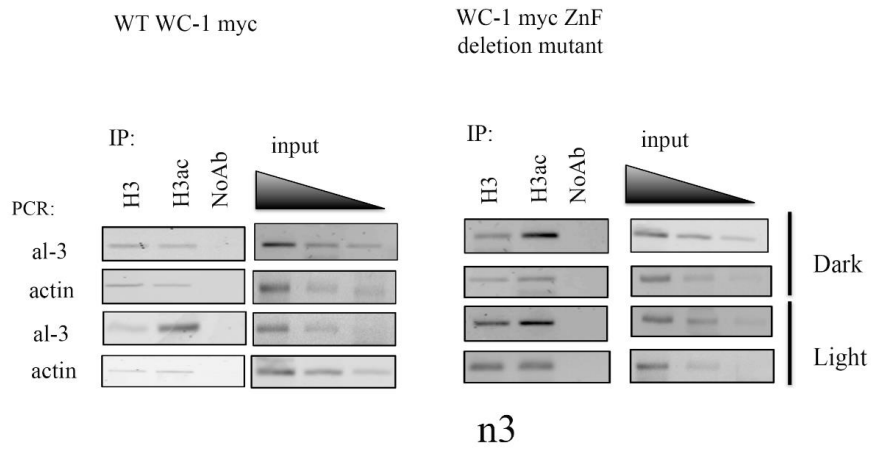 WT WC-1 myc
WC-1 myc ZnF
deletion mutant
IP:
input
H3
H3ac
NoAb
PCR:
al-3
actin
al-3
actin
IP:
input
H3
H3ac
NoAb
Dark
Light
n3